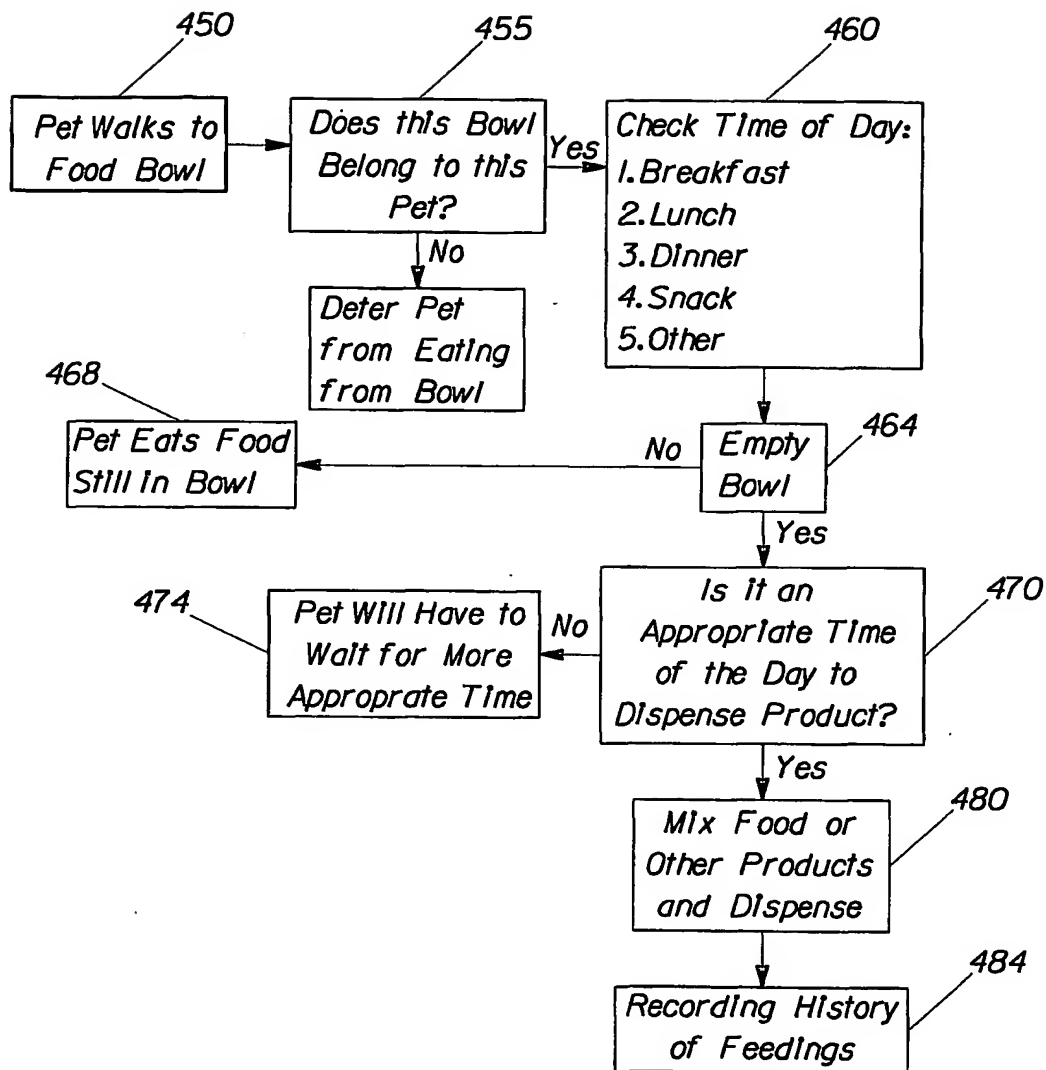 450
455
460
Pet Walks to
Food Bowl
Does this Bowl
Belong to this
Pet?
Yes
Check Time of Day:
1.Breakfast
2.Lunch
3.Dinner
4.Snack
5.Other
No
Deter Pet
from Eating
from Bowl
468
Pet Eats Food
Still in Bowl
No
Empty
Bowl
464
Yes
474
Pet Will Have to
Wait for More
Approprate Time
No
Is it an
Appropriate Time
of the Day to
Dispense Product?
470
Yes
Mix Food or
Other Products
and Dispense
480
484
Recording History
of Feedings